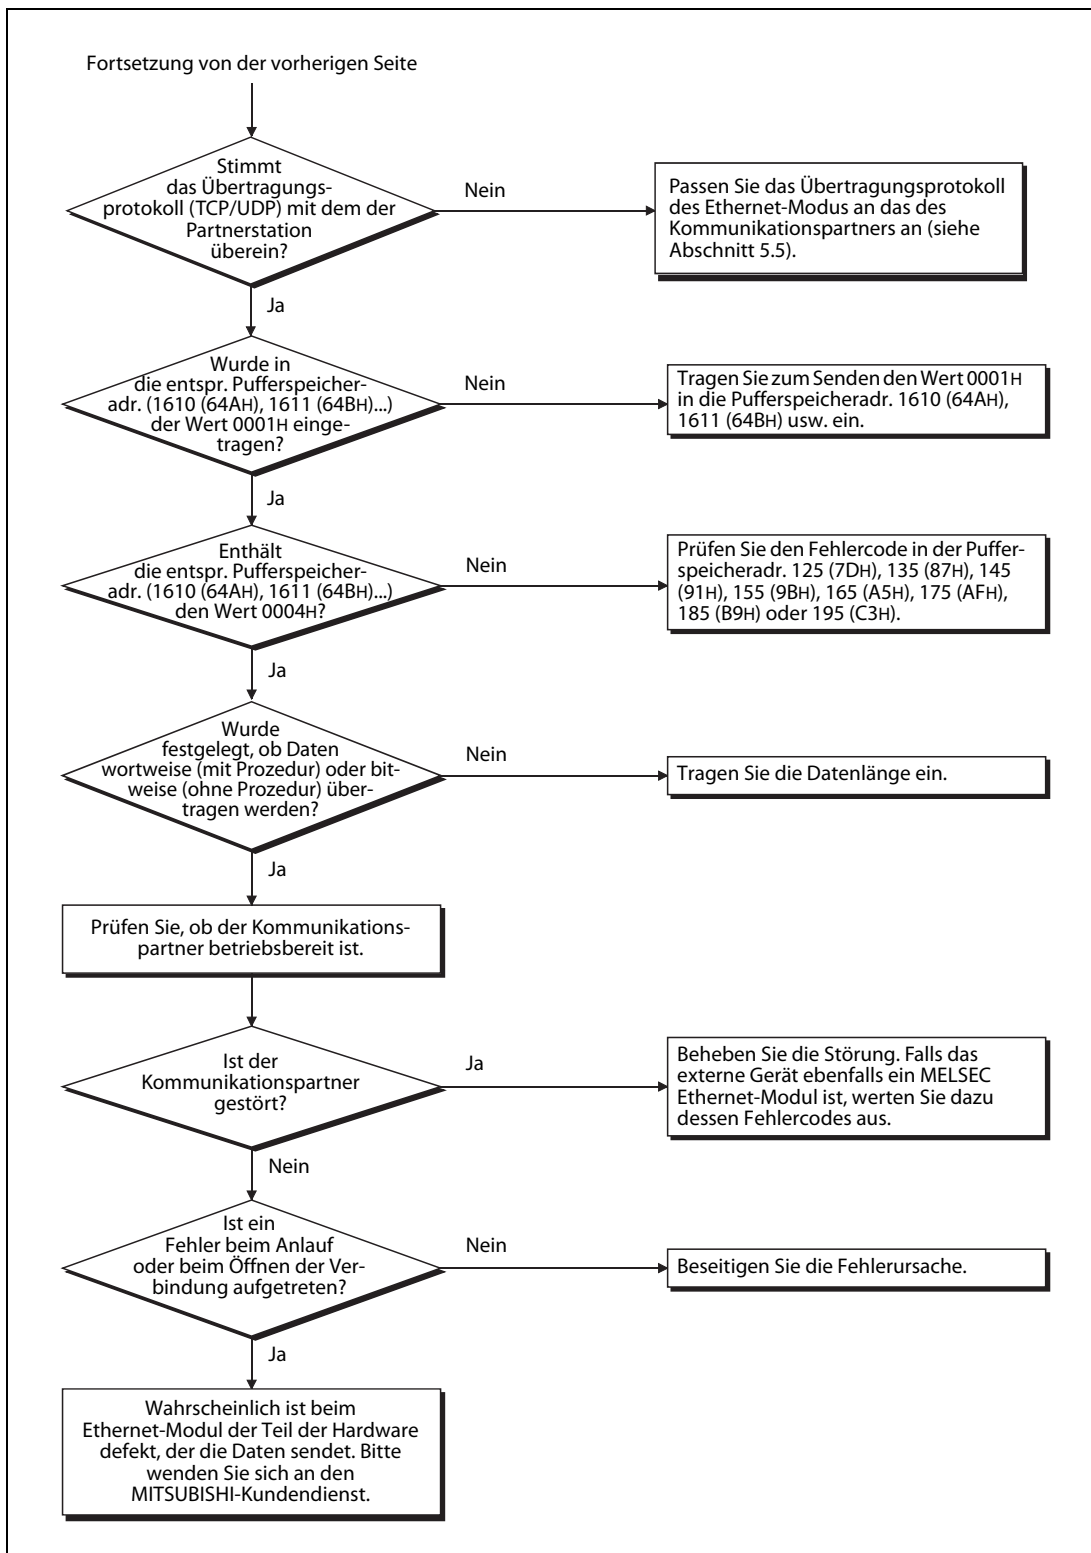 Fortsetzung von der vorherigen Seite
Stimmt
das Übertragungs-
protokoll (TCP/UDP) mit dem der
Partnerstation
überein?
Nein
Passen Sie das Übertragungsprotokoll
des Ethernet-Modus an das des
Kommunikationspartners an (siehe
Abschnitt 5.5).
Ja
Wurde in
die entspr. Pufferspeicher-
adr. (1610 (64AH), 1611 (64BH)...)
der Wert 0001H einge-
tragen?
Nein
Tragen Sie zum Senden den Wert 0001H
in die Pufferspeicheradr. 1610 (64AH),
1611 (64BH) usw. ein.
Ja
Enthält
die entspr. Pufferspeicher-
adr. (1610 (64AH), 1611 (64BH)...)
den Wert 0004H?
Nein
Prüfen Sie den Fehlercode in der Puffer-
speicheradr. 125 (7DH), 135 (87H), 145
(91H), 155 (9BH), 165 (A5H), 175 (AFH),
185 (B9H) oder 195 (C3H).
Ja
Wurde
festgelegt, ob Daten
wortweise (mit Prozedur) oder bit-
weise (ohne Prozedur) über-
tragen werden?
Nein
Tragen Sie die Datenlänge ein.
Ja
Prüfen Sie, ob der Kommunikations-
partner betriebsbereit ist.
Ist der
Kommunikationspartner
gestört?
Ja
Beheben Sie die Störung. Falls das
externe Gerät ebenfalls ein MELSEC
Ethernet-Modul ist, werten Sie dazu
dessen Fehlercodes aus.
Nein
Ist ein
Fehler beim Anlauf
oder beim Öffnen der Ver-
bindung aufgetreten?
Nein
Beseitigen Sie die Fehlerursache.
Ja
Wahrscheinlich ist beim
Ethernet-Modul der Teil der Hardware
defekt, der die Daten sendet. Bitte
wenden Sie sich an den
MITSUBISHI-Kundendienst.